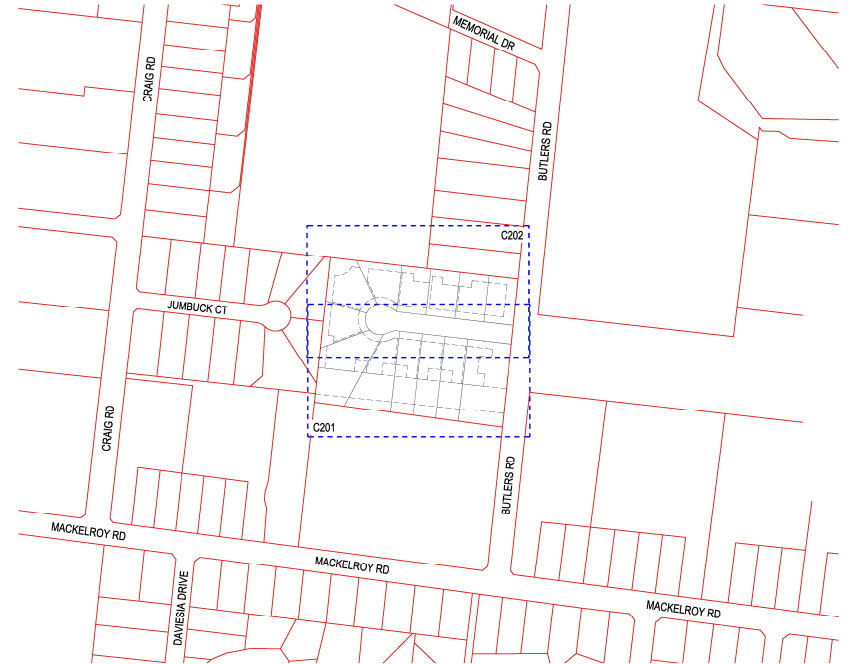 MEMORIAL DR
CRAIG RD
BUTLERS RD
C202
JUMBUCK CT
C201
CRAIG RD
BUTLERS RD
MACKELROY RD
MACKELROY RD
DAVIESIA DRIVE
MACKELROY RD